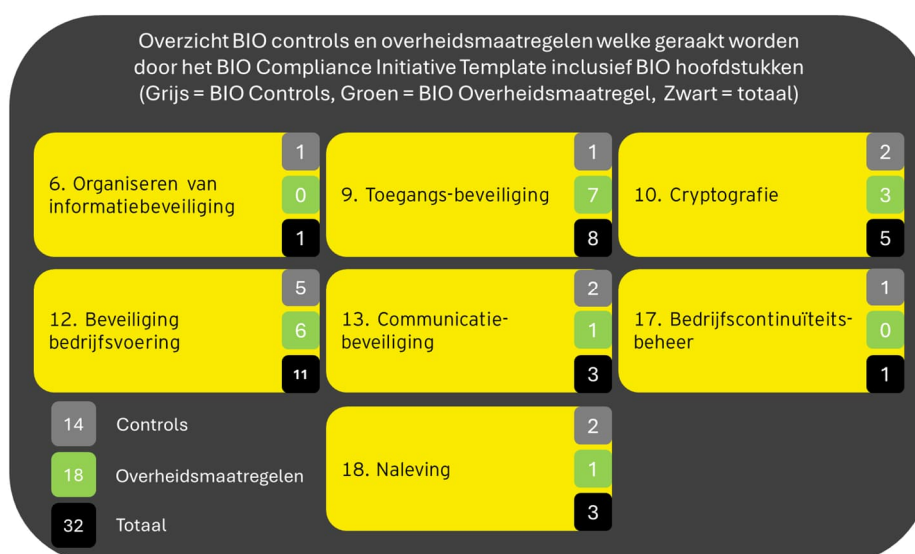 Overzicht BIO controls en overheidsmaatregelen welke geraakt worden
door het BIO Compliance Initiative Template inclusief BIO hoofdstukken
(Grijs = BIO Controls, Groen = BIO Overheidsmaatregel, Zwart = totaal)
6. Organiseren van
informatiebeveiliging
1
0
1
9. Toegangs-beveiliging
1
7
8
10. Cryptografie
2
3
5
12. Beveiliging
bedrijfsvoering
5
6
11
13. Communicatie-
beveiliging
2
1
3
17. Bedrijfscontinuïteits-
beheer
1
0
1
14 Controls
18 Overheidsmaatregelen
32 Totaal
18. Naleving
2
1
3